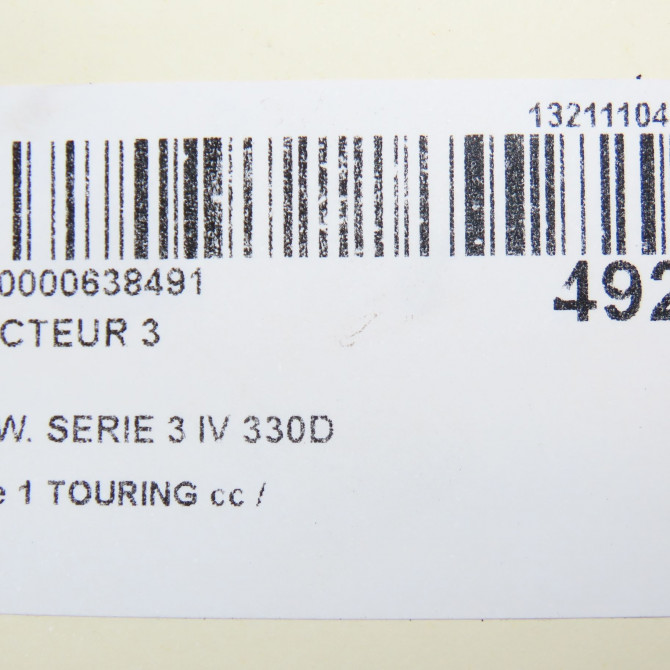 13211104
0000638491
492
CTEUR 3
W. SERIE 3 IV 330D
e 1 TOURING cc /